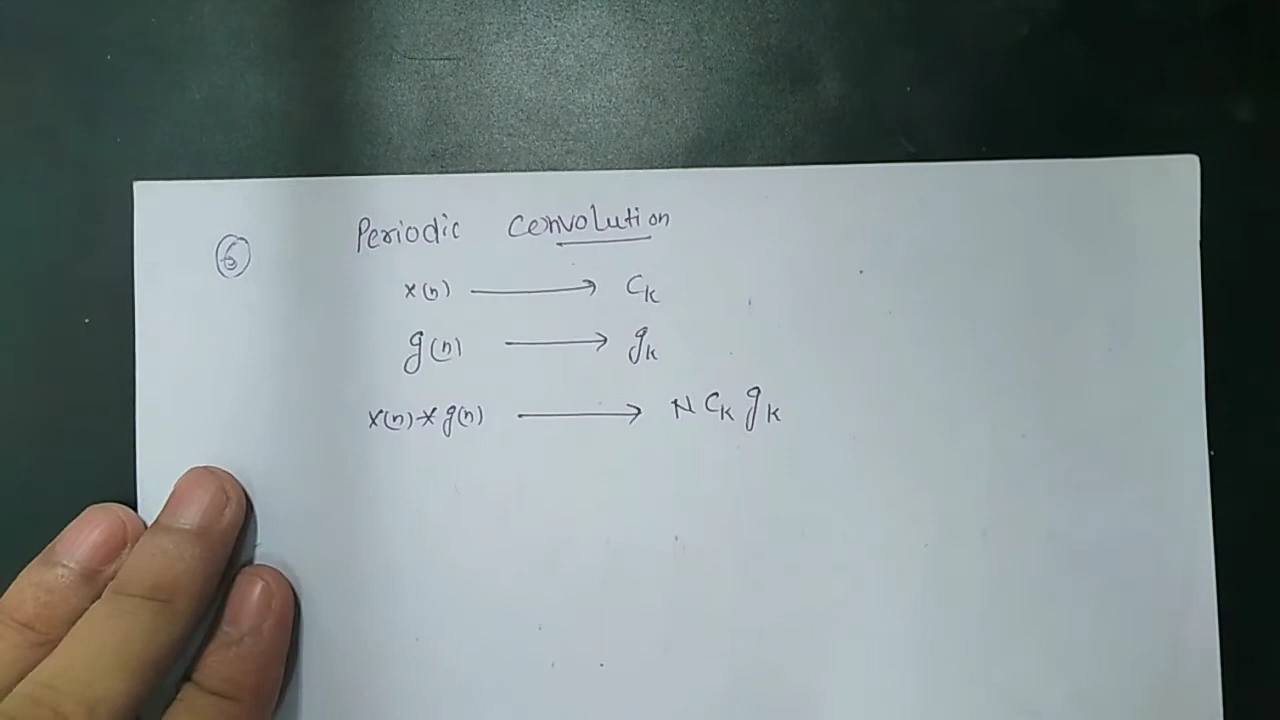 ⑥ Periodic Convolution
x(n) ⟶ Cₖ
g(n) ⟶ gₖ
x(n) * g(n) ⟶ N Cₖ gₖ